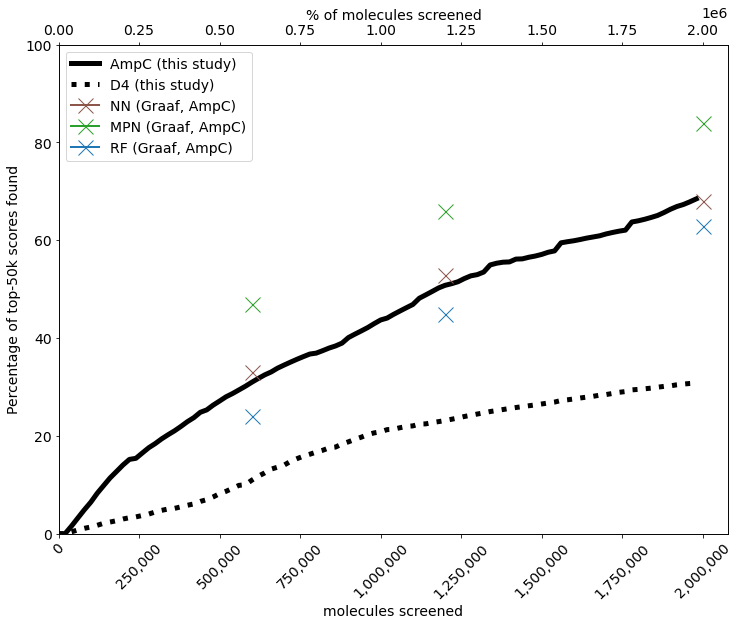 % of molecules screened
1e6
0.00 0.25 0.50 0.75 1.00 1.25 1.50 1.75 2.00
100
80
60
40
20
0
Percentage of top-50k scores found
AmpC (this study)
D4 (this study)
NN (Graaf, AmpC)
MPN (Graaf, AmpC)
RF (Graaf, AmpC)
0 250,000 500,000 750,000 1,000,000 1,250,000 1,500,000 1,750,000 2,000,000
molecules screened